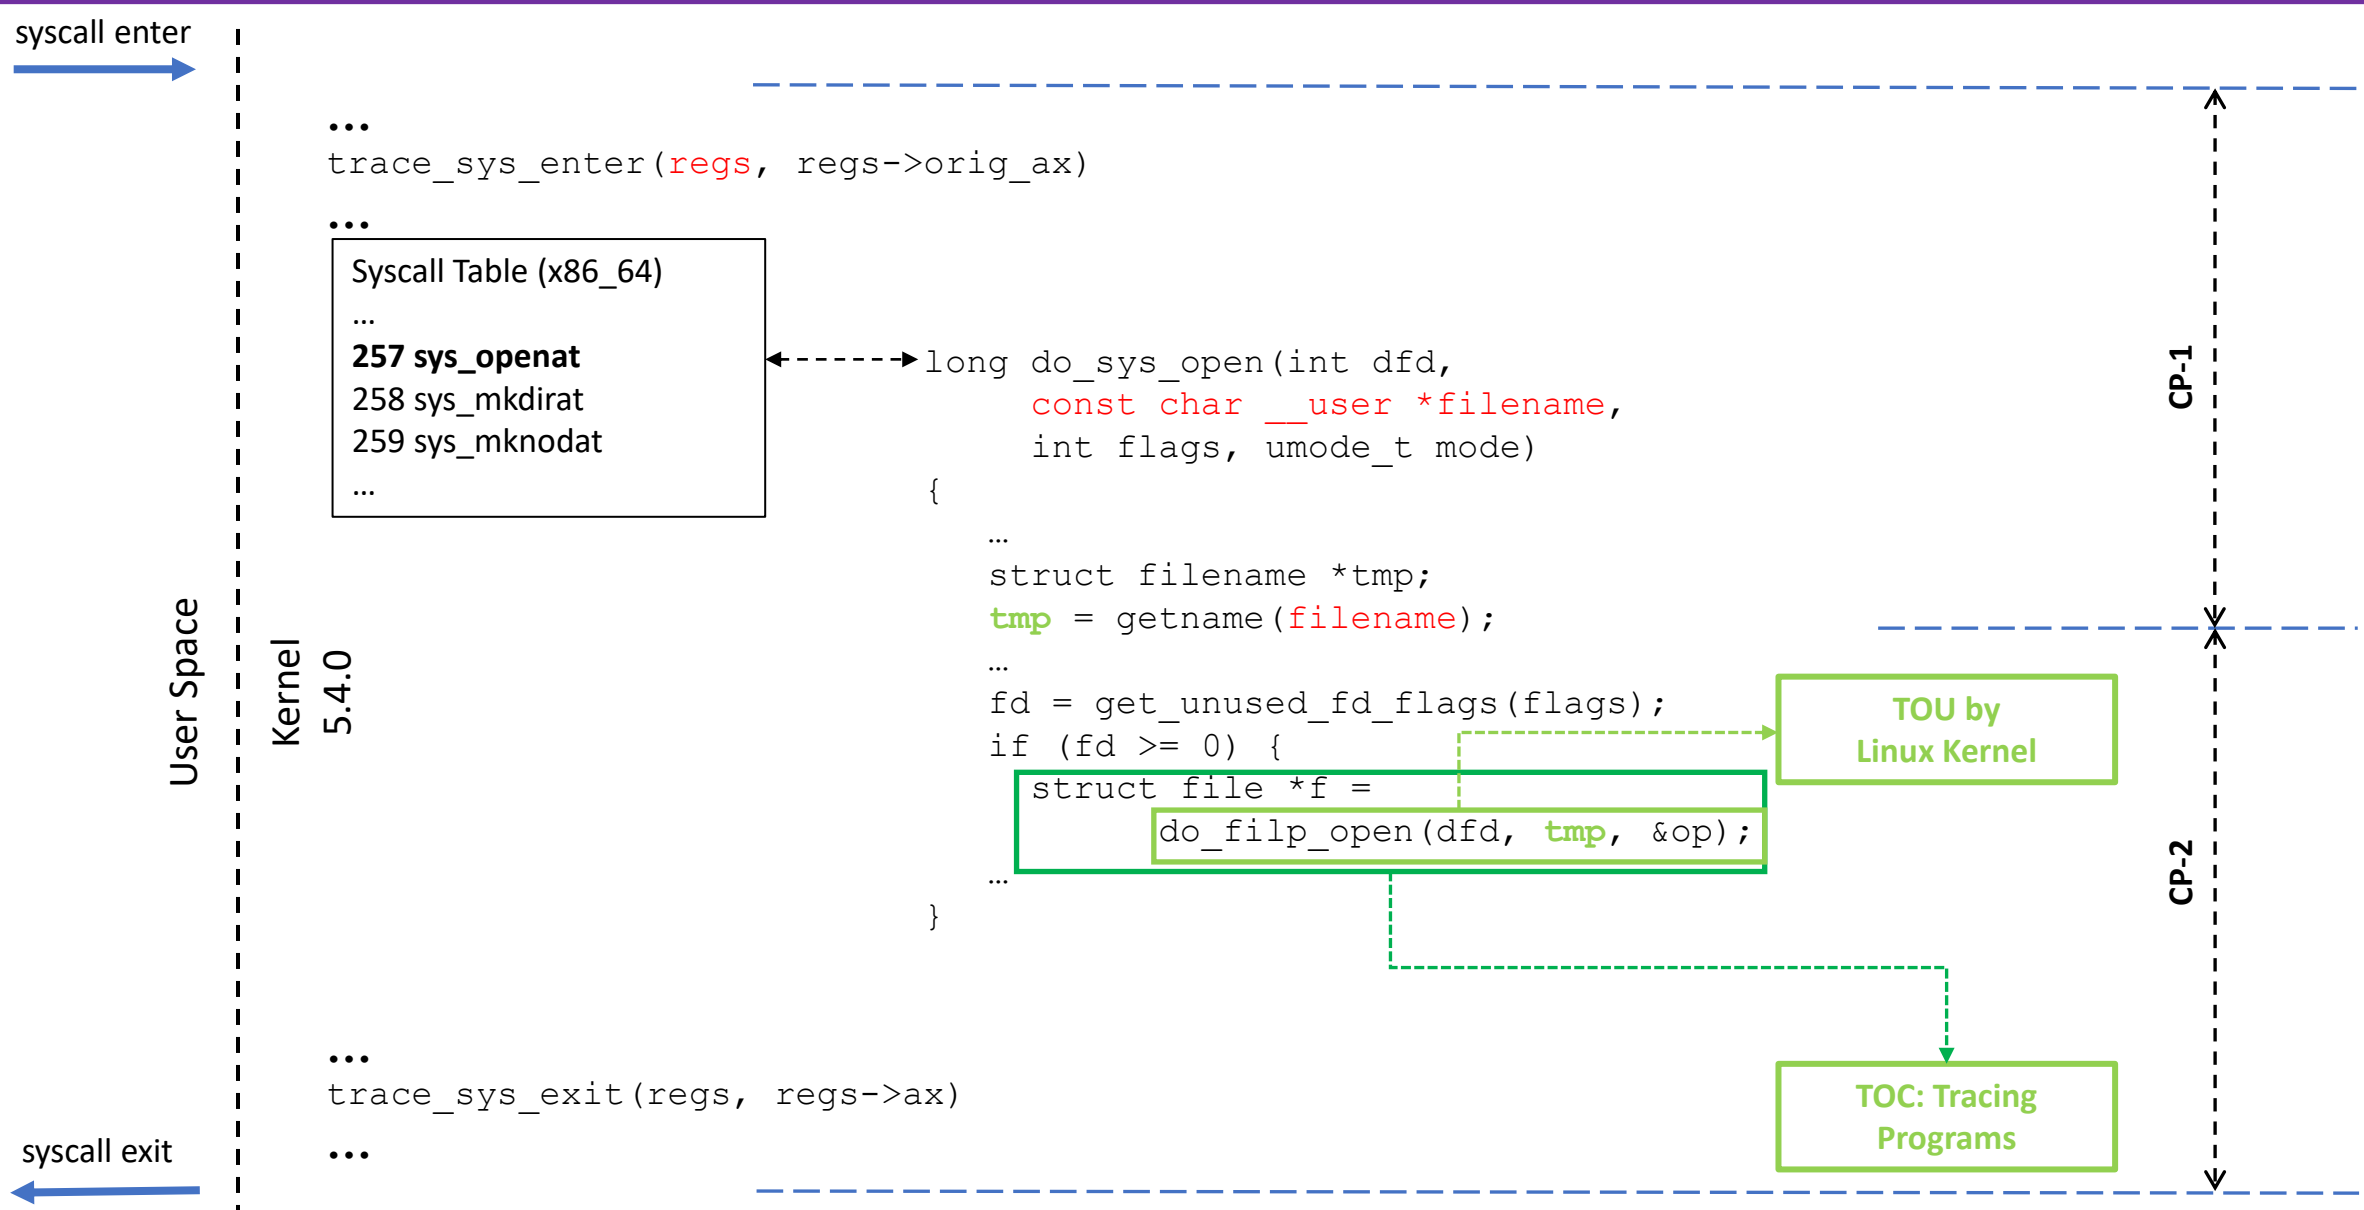 syscall enter
...
trace_sys_enter(regs, regs->orig_ax)
...
Syscall Table (x86_64)
...
257 sys_openat
258 sys_mkdirat
259 sys_mknodat
...
long do_sys_open(int dfd,
const char __user *filename,
int flags, umode_t mode)
{
...
struct filename *tmp;
tmp = getname(filename);
...
fd = get_unused_fd_flags(flags);
if (fd >= 0) {
struct file *f =
do_filp_open(dfd, tmp, &op);
...
}
User Space
Kernel
5.4.0
TOU by
Linux Kernel
CP-1
CP-2
TOC: Tracing
Programs
...
trace_sys_exit(regs, regs->ax)
...
syscall exit